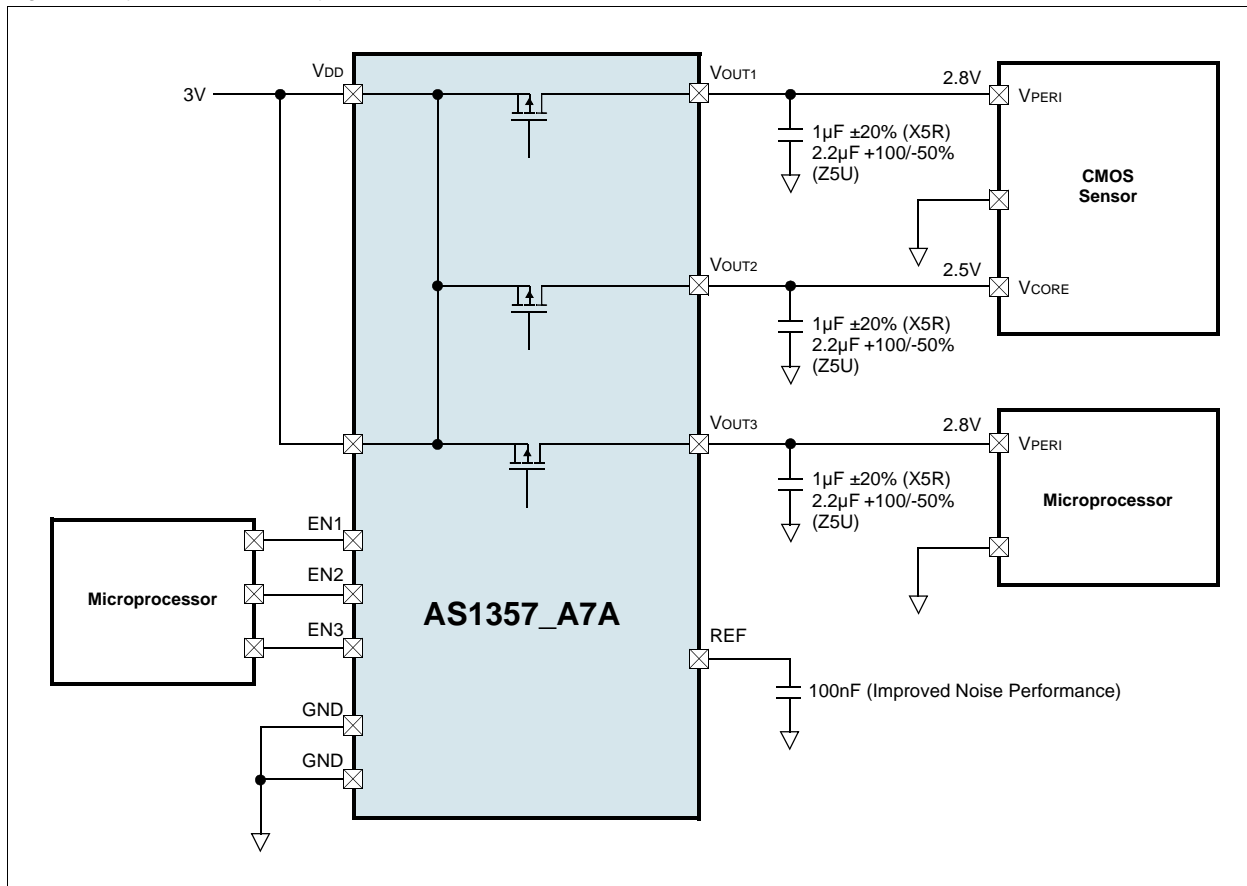 VDD
3V
VOUT1
2.8V
VPERI
1µF ±20% (X5R)
2.2µF +100/-50%
(Z5U)
CMOS
Sensor
VOUT2
2.5V
VCORE
1µF ±20% (X5R)
2.2µF +100/-50%
(Z5U)
VOUT3
2.8V
VPERI
1µF ±20% (X5R)
2.2µF +100/-50%
(Z5U)
Microprocessor
EN1
EN2
EN3
Microprocessor
AS1357_A7A
REF
100nF (Improved Noise Performance)
GND
GND